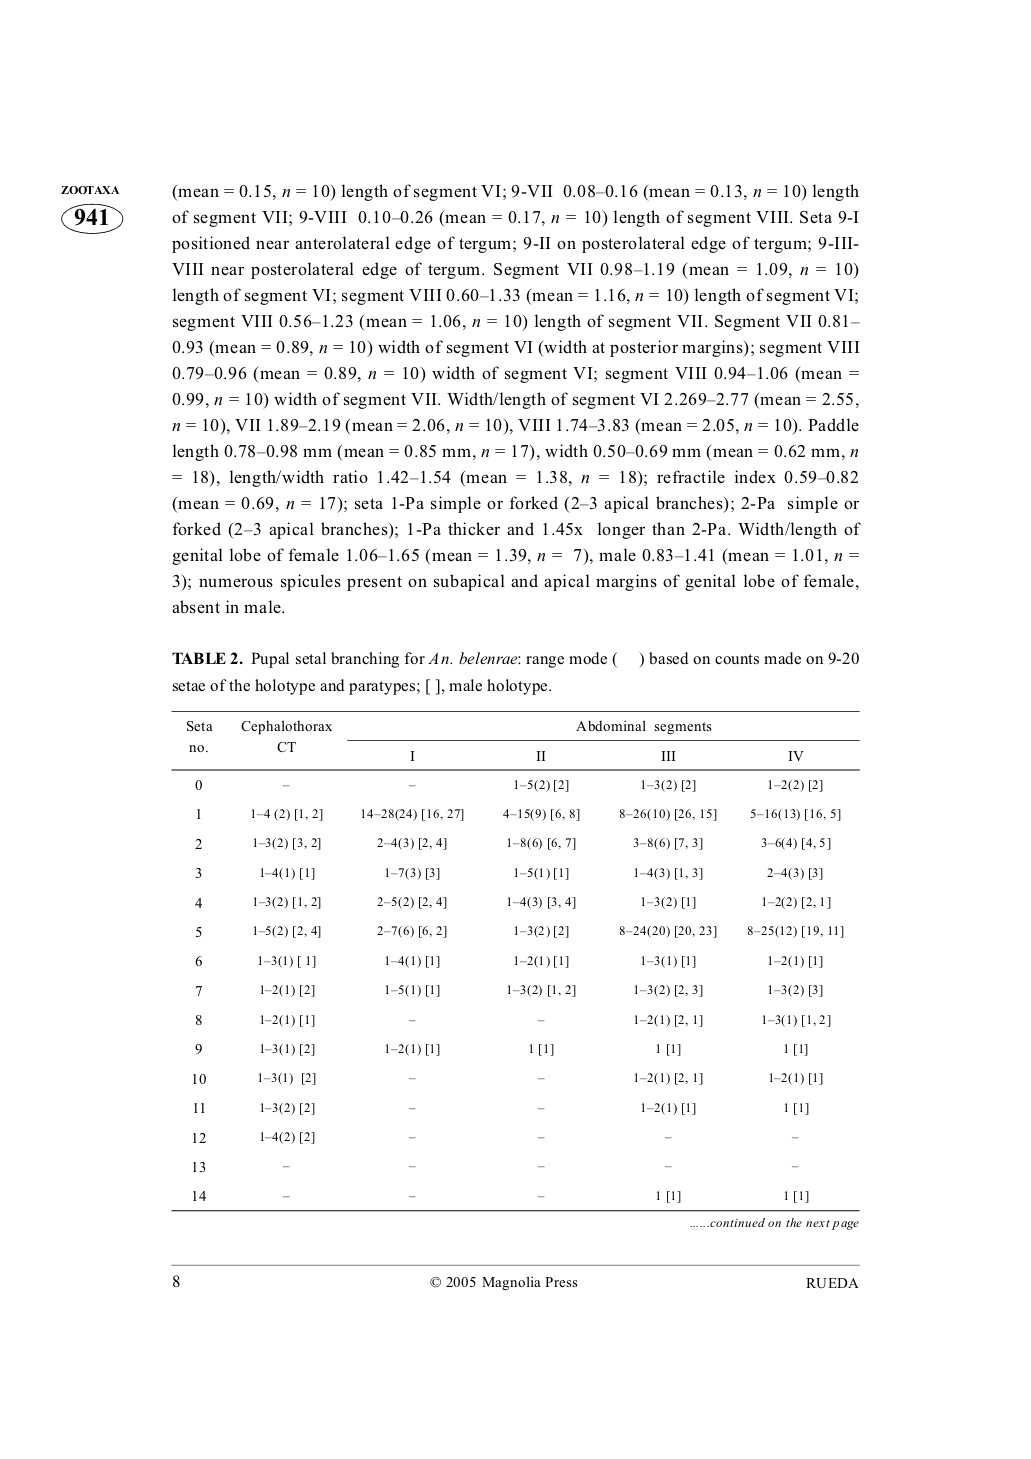 ZOOTAXA
941
(mean = 0.15, n = 10) length of segment VI; 9-VII 0.08–0.16 (mean = 0.13, n = 10) length
of segment VII; 9-VIII 0.10–0.26 (mean = 0.17, n = 10) length of segment VIII. Seta 9-I
positioned near anterolateral edge of tergum; 9-II on posterolateral edge of tergum; 9-III-
VIII near posterolateral edge of tergum. Segment VII 0.98–1.19 (mean = 1.09, n = 10)
length of segment VI; segment VIII 0.60–1.33 (mean = 1.16, n = 10) length of segment VI;
segment VIII 0.56–1.23 (mean = 1.06, n = 10) length of segment VII. Segment VII 0.81–
0.93 (mean = 0.89, n = 10) width of segment VI (width at posterior margins); segment VIII
0.79–0.96 (mean = 0.89, n = 10) width of segment VI; segment VIII 0.94–1.06 (mean =
0.99, n = 10) width of segment VII. Width/length of segment VI 2.269–2.77 (mean = 2.55,
n = 10), VII 1.89–2.19 (mean = 2.06, n = 10), VIII 1.74–3.83 (mean = 2.05, n = 10). Paddle
length 0.78–0.98 mm (mean = 0.85 mm, n = 17), width 0.50–0.69 mm (mean = 0.62 mm, n
= 18), length/width ratio 1.42–1.54 (mean = 1.38, n = 18); refractile index 0.59–0.82
(mean = 0.69, n = 17); seta 1-Pa simple or forked (2–3 apical branches); 2-Pa simple or
forked (2–3 apical branches); 1-Pa thicker and 1.45x longer than 2-Pa. Width/length of
genital lobe of female 1.06–1.65 (mean = 1.39, n = 7), male 0.83–1.41 (mean = 1.01, n =
3); numerous spicules present on subapical and apical margins of genital lobe of female,
absent in male.
TABLE 2. Pupal setal branching for An. belenrae: range mode ( ) based on counts made on 9-20
setae of the holotype and paratypes; [ ], male holotype.
Seta Cephalothorax Abdominal segments
no. CT
I II III IV
0 – – 1–5(2) [2] 1–3(2) [2] 1–2(2) [2]
1 1–4 (2) [1, 2] 14–28(24) [16, 27] 4–15(9) [6, 8] 8–26(10) [26, 15] 5–16(13) [16, 5]
2 1–3(2) [3, 2] 2–4(3) [2, 4] 1–8(6) [6, 7] 3–8(6) [7, 3] 3–6(4) [4, 5]
3 1–4(1) [1] 1–7(3) [3] 1–5(1) [1] 1–4(3) [1, 3] 2–4(3) [3]
4 1–3(2) [1, 2] 2–5(2) [2, 4] 1–4(3) [3, 4] 1–3(2) [1] 1–2(2) [2, 1]
5 1–5(2) [2, 4] 2–7(6) [6, 2] 1–3(2) [2] 8–24(20) [20, 23] 8–25(12) [19, 11]
6 1–3(1) [ 1] 1–4(1) [1] 1–2(1) [1] 1–3(1) [1] 1–2(1) [1]
7 1–2(1) [2] 1–5(1) [1] 1–3(2) [1, 2] 1–3(2) [2, 3] 1–3(2) [3]
8 1–2(1) [1] – – 1–2(1) [2, 1] 1–3(1) [1, 2]
9 1–3(1) [2] 1–2(1) [1] 1 [1] 1 [1] 1 [1]
10 1–3(1) [2] – – 1–2(1) [2, 1] 1–2(1) [1]
11 1–3(2) [2] – – 1–2(1) [1] 1 [1]
12 1–4(2) [2] – – – –
13 – – – – –
14 – – – 1 [1] 1 [1]
......continued on the next page
8 © 2005 Magnolia Press RUEDA